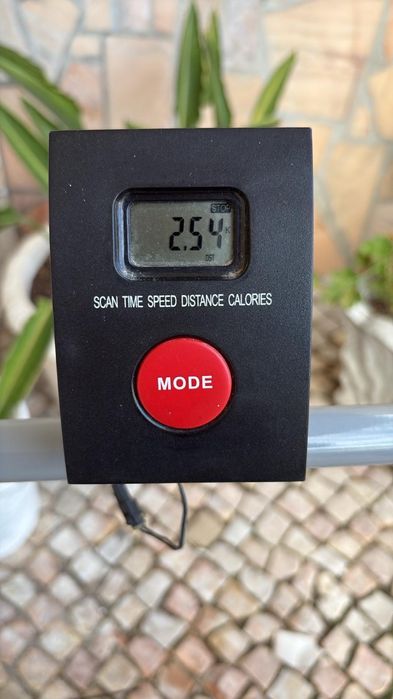 STOP
2.54 K
DST
SCAN TIME SPEED DISTANCE CALORIES
MODE